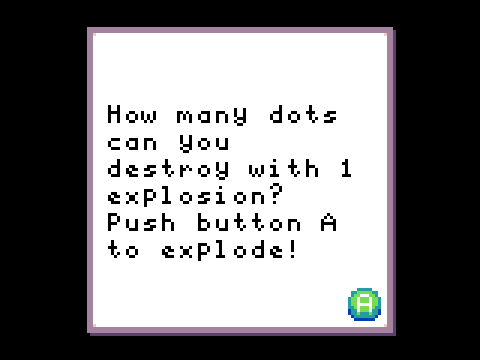 How many dots
can you
destroy with 1
explosion?
Push button A
to explode!
A